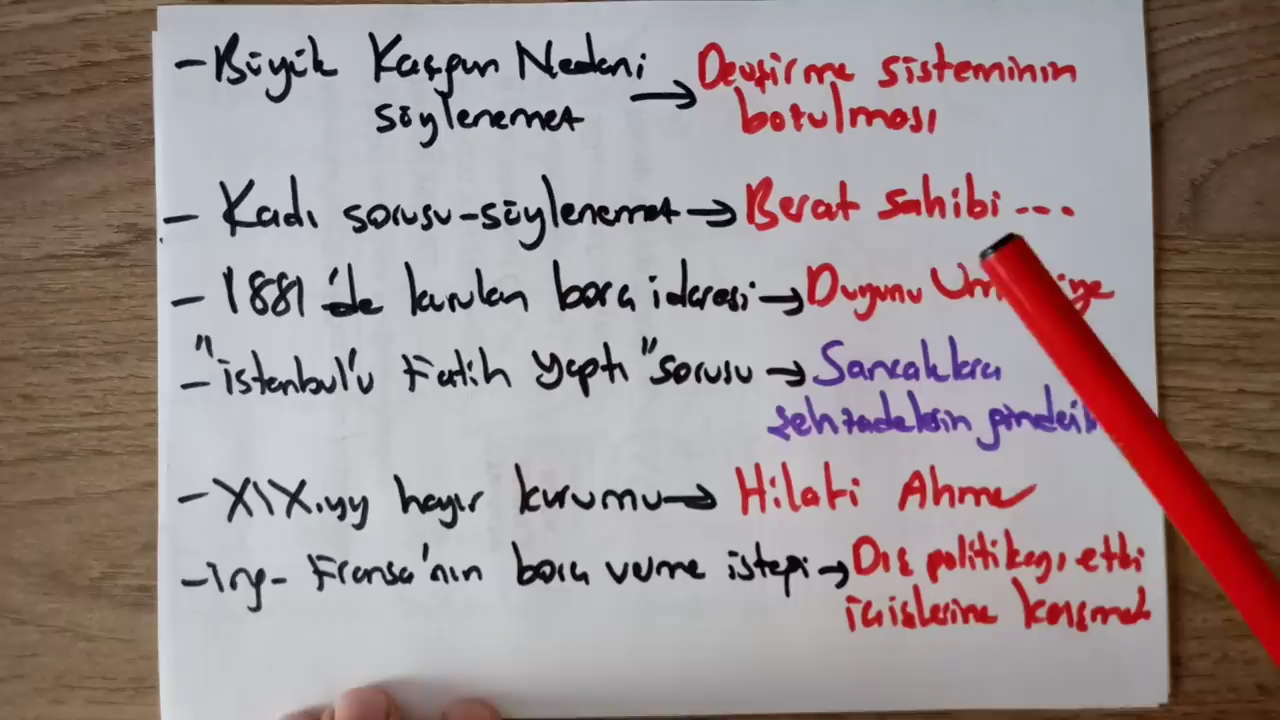 - Büyük Kaçgun Nedeni → Devşirme sisteminin
söylenemez bozulması
- Kadı sorusu-söylenemez → Berat sahibi ...
- 1881'de kurulan borç idaresi → Duyunu
- "İstanbul'u Fatih Yaptı" sorusu → Sancaklara
şehzadelerin
- XIX.yy hayır kurumu → Hilali Ahmer
- ing- Fransa'nın borç verme isteği → Dış politikayı, etki
içişlerine karışmak